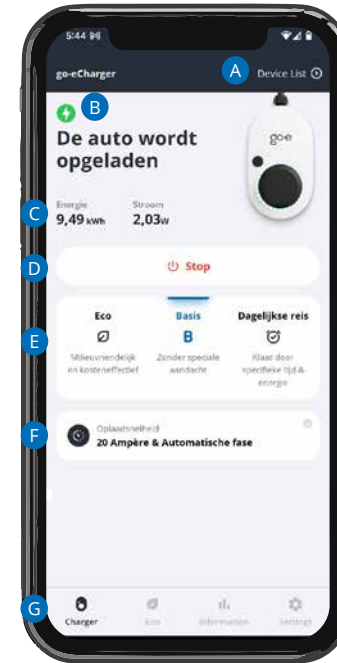 5:44
go-eCharger
A
Device List
B
De auto wordt
opgeladen
go-e
C
Energie
Stroom
9,49 kWh
2,03w
D
Stop
E
Eco
Basis
Dagelijkse reis
B
Milieuvriendelijk
en kosteneffectief
Zonder speciale
aandacht
Klaar door
specifieke tijd &
energie
F
Oplaadsnelheid
20 Ampère & Automatische fase
G
Charger
Eco
Information
Settings